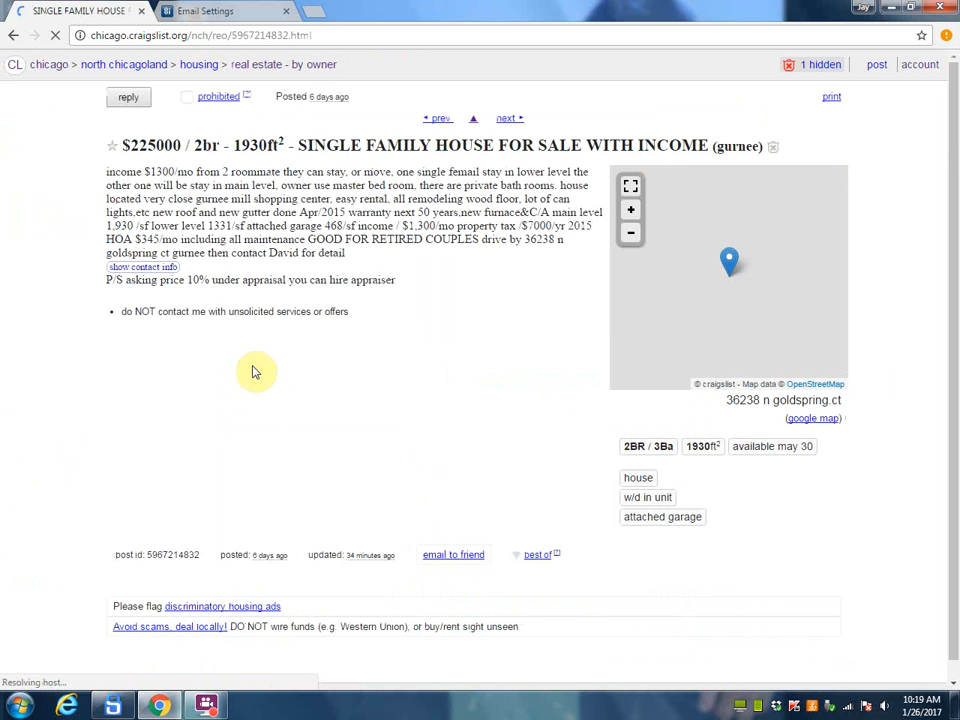 SINGLE FAMILY HOUSE
Email Settings
Jay
chicago.craigslist.org/nch/reo/5967214832.html
CL chicago > north chicagoland > housing > real estate - by owner
1 hidden post account
reply prohibited [?] Posted 6 days ago print
◂ prev ▲ next ▸
☆ $225000 / 2br - 1930ft2 - SINGLE FAMILY HOUSE FOR SALE WITH INCOME (gurnee)
income $1300/mo from 2 roommate they can stay, or move, one single femail stay in lower level the
other one will be stay in main level, owner use master bed room, there are private bath rooms. house
located very close gurnee mill shopping center, easy rental, all remodeling wood floor, lot of can
lights,etc new roof and new gutter done Apr/2015 warranty next 50 years,new furnace&C/A main level
1,930 /sf lower level 1331/sf attached garage 468/sf income / $1,300/mo property tax /$7000/yr 2015
HOA $345/mo including all maintenance GOOD FOR RETIRED COUPLES drive by 36238 n
goldspring ct gurnee then contact David for detail
show contact info
P/S asking price 10% under appraisal you can hire appraiser
• do NOT contact me with unsolicited services or offers
+
−
© craigslist - Map data © OpenStreetMap
36238 n goldspring.ct
(google map)
2BR / 3Ba 1930ft2 available may 30
house
w/d in unit
attached garage
post id: 5967214832 posted: 6 days ago updated: 34 minutes ago email to friend ♥ best of [?]
Please flag discriminatory housing ads
Avoid scams, deal locally! DO NOT wire funds (e.g. Western Union), or buy/rent sight unseen
Resolving host...
10:19 AM
1/26/2017